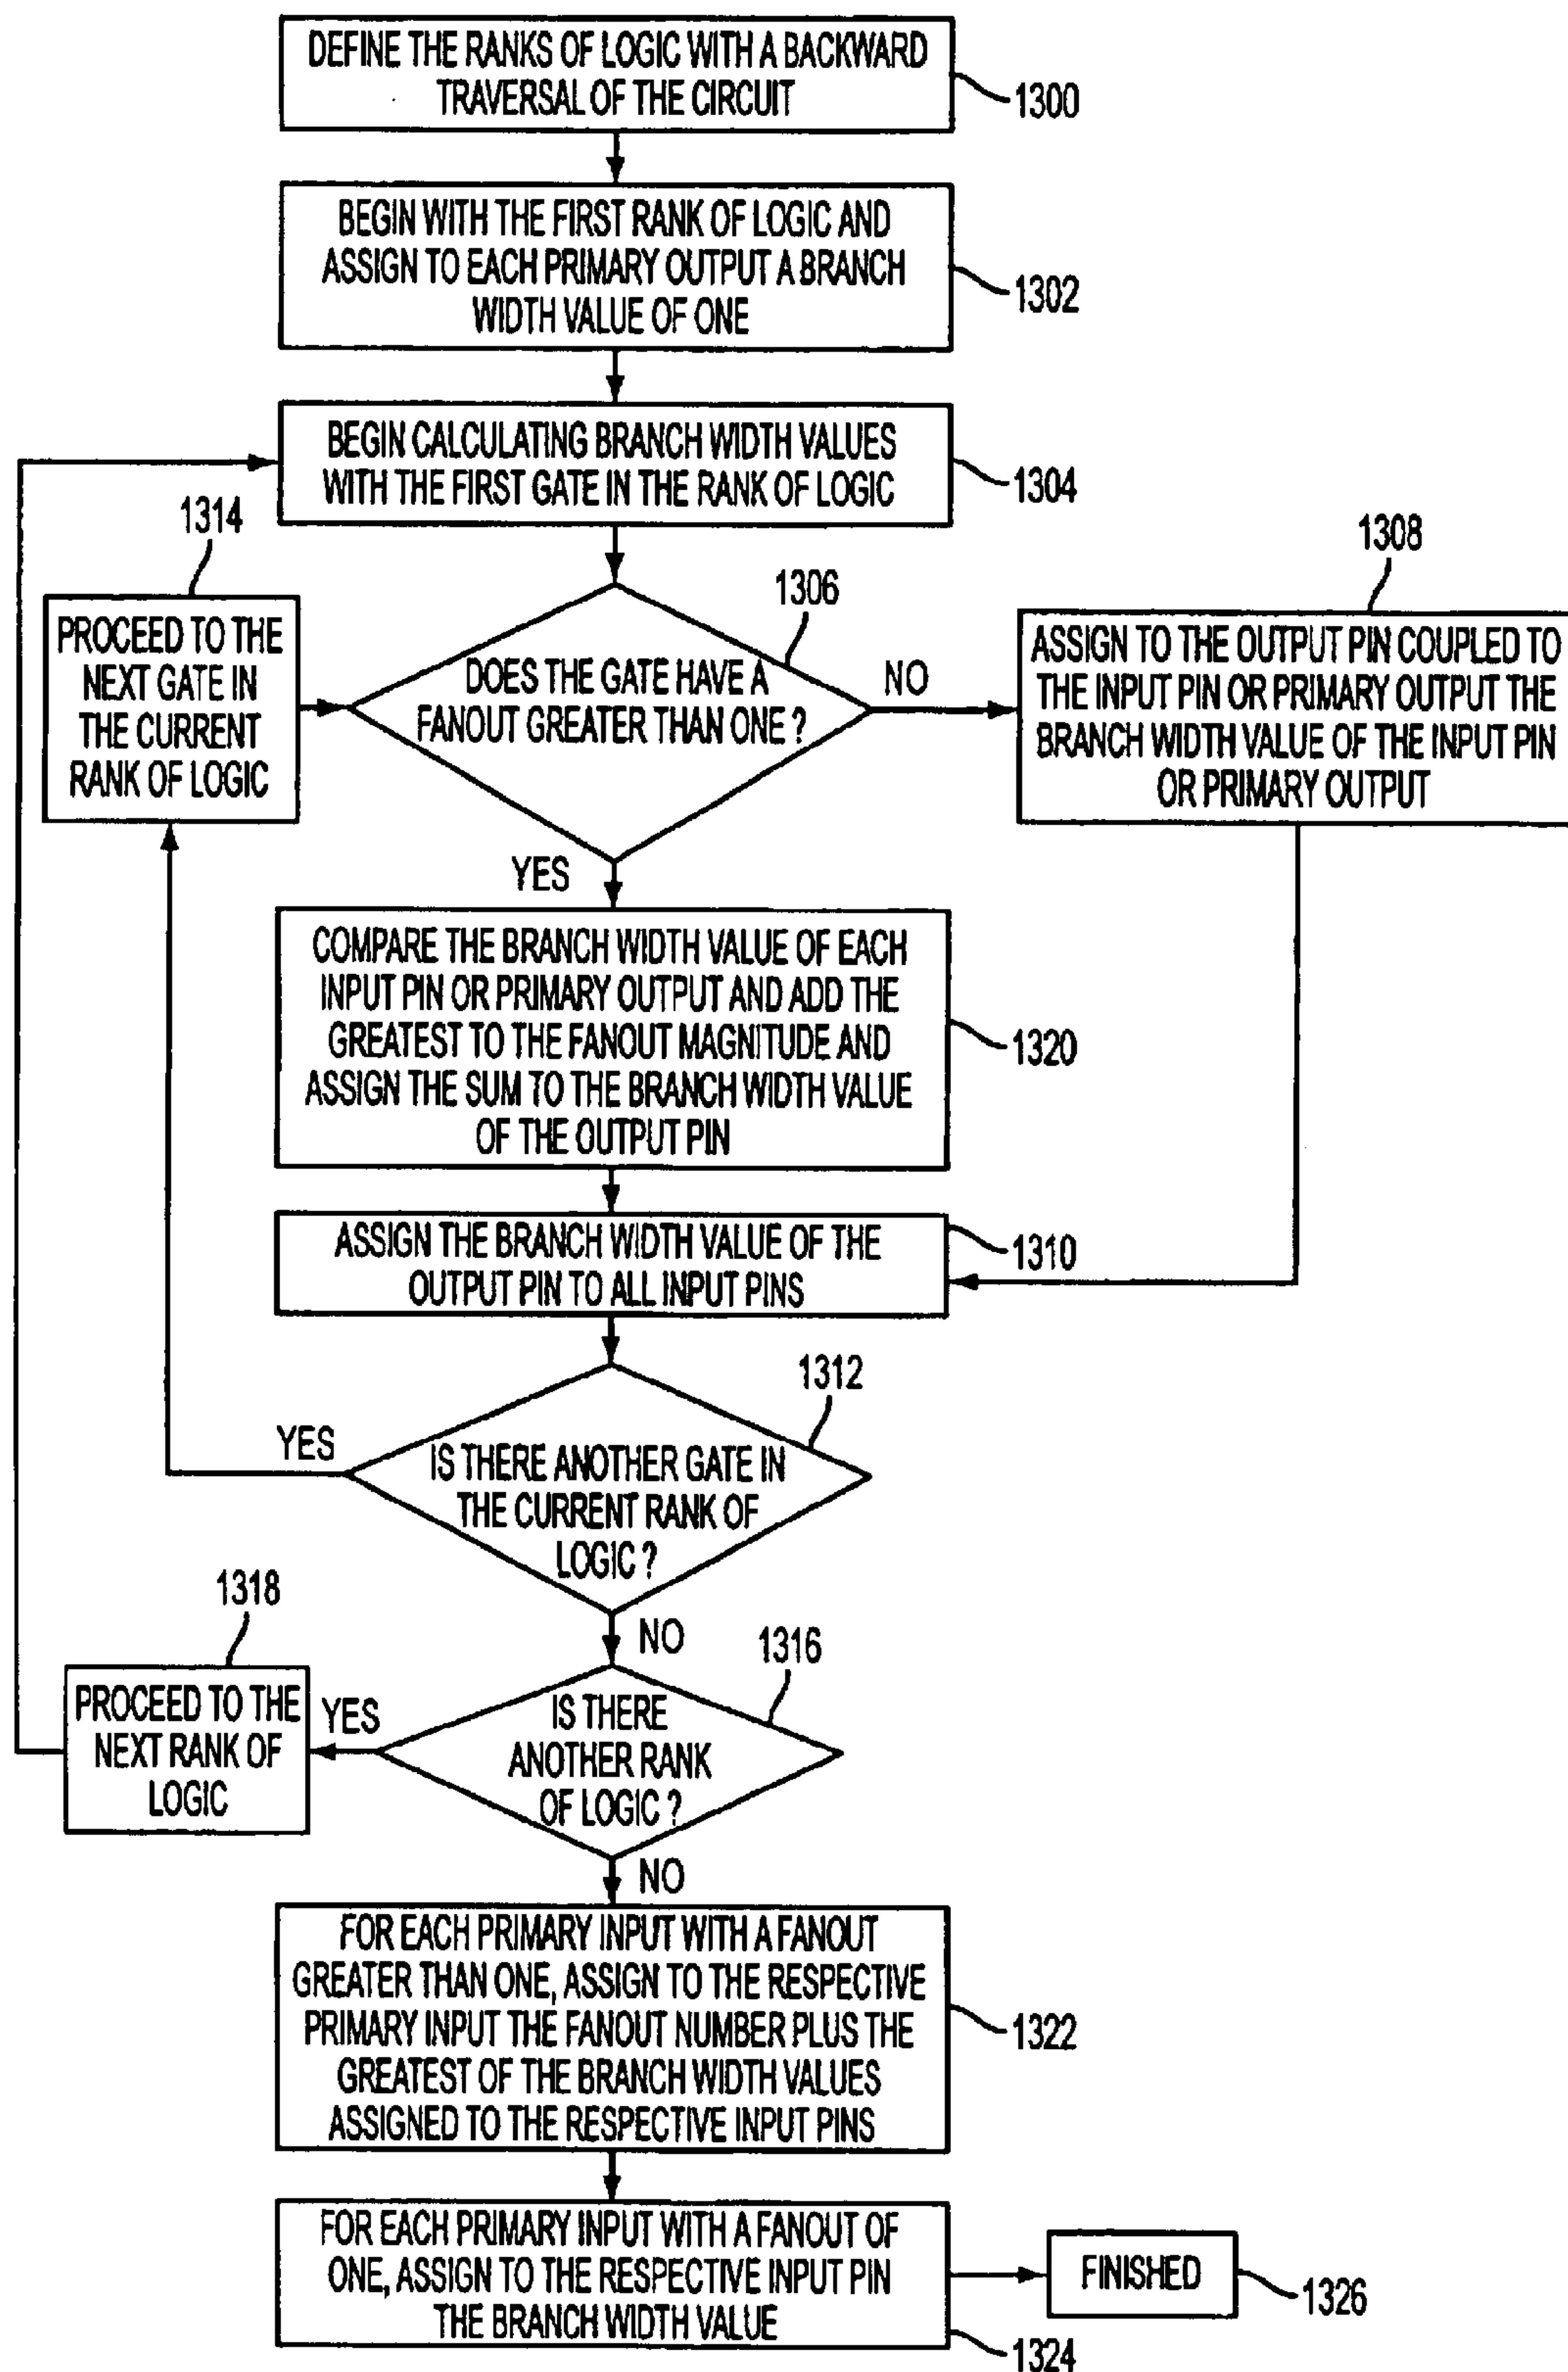 DEFINE THE RANKS OF LOGIC WITH A BACKWARD
TRAVERSAL OF THE CIRCUIT
1300
BEGIN WITH THE FIRST RANK OF LOGIC AND
ASSIGN TO EACH PRIMARY OUTPUT A BRANCH
WIDTH VALUE OF ONE
1302
BEGIN CALCULATING BRANCH WIDTH VALUES
WITH THE FIRST GATE IN THE RANK OF LOGIC
1304
1314
PROCEED TO THE
NEXT GATE IN
THE CURRENT
RANK OF LOGIC
1306
DOES THE GATE HAVE A
FANOUT GREATER THAN ONE ?
NO
1308
ASSIGN TO THE OUTPUT PIN COUPLED TO
THE INPUT PIN OR PRIMARY OUTPUT THE
BRANCH WIDTH VALUE OF THE INPUT PIN
OR PRIMARY OUTPUT
YES
COMPARE THE BRANCH WIDTH VALUE OF EACH
INPUT PIN OR PRIMARY OUTPUT AND ADD THE
GREATEST TO THE FANOUT MAGNITUDE AND
ASSIGN THE SUM TO THE BRANCH WIDTH VALUE
OF THE OUTPUT PIN
1320
ASSIGN THE BRANCH WIDTH VALUE OF THE
OUTPUT PIN TO ALL INPUT PINS
1310
1312
IS THERE ANOTHER GATE IN
THE CURRENT RANK OF
LOGIC ?
YES
NO
1318
PROCEED TO THE
NEXT RANK OF
LOGIC
YES
1316
IS THERE
ANOTHER RANK
OF LOGIC ?
NO
FOR EACH PRIMARY INPUT WITH A FANOUT
GREATER THAN ONE, ASSIGN TO THE RESPECTIVE
PRIMARY INPUT THE FANOUT NUMBER PLUS THE
GREATEST OF THE BRANCH WIDTH VALUES
ASSIGNED TO THE RESPECTIVE INPUT PINS
1322
FOR EACH PRIMARY INPUT WITH A FANOUT OF
ONE, ASSIGN TO THE RESPECTIVE INPUT PIN
THE BRANCH WIDTH VALUE
1324
FINISHED
1326